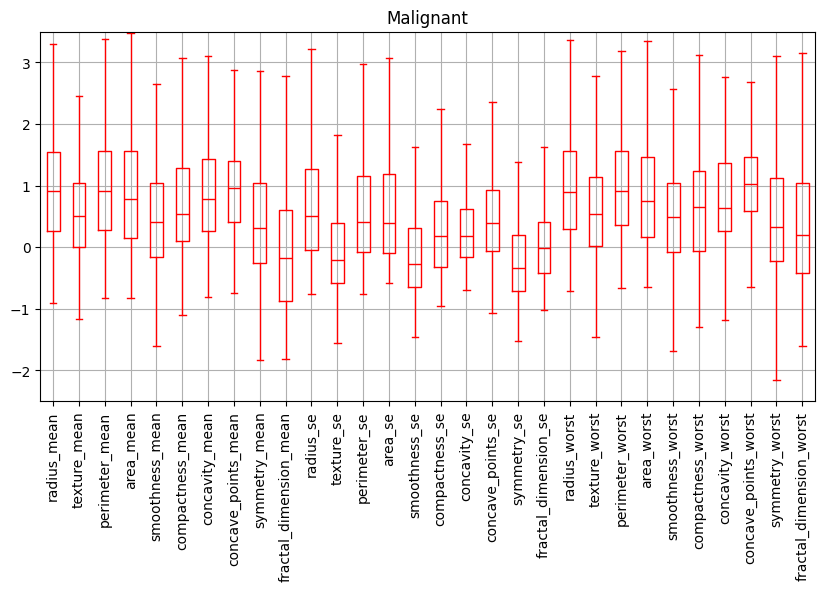 Malignant
3
2
1
0
−1
−2
radius_mean
texture_mean
perimeter_mean
area_mean
smoothness_mean
compactness_mean
concavity_mean
concave_points_mean
symmetry_mean
fractal_dimension_mean
radius_se
texture_se
perimeter_se
area_se
smoothness_se
compactness_se
concavity_se
concave_points_se
symmetry_se
fractal_dimension_se
radius_worst
texture_worst
perimeter_worst
area_worst
smoothness_worst
compactness_worst
concavity_worst
concave_points_worst
symmetry_worst
fractal_dimension_worst